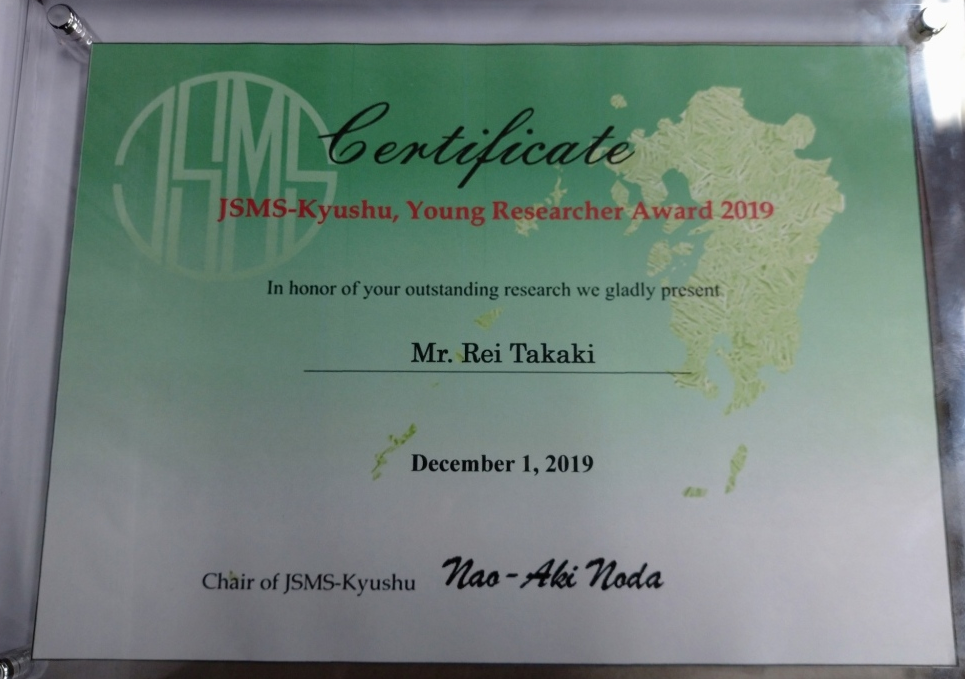 JSMS
Certificate
JSMS-Kyushu, Young Researcher Award 2019
In honor of your outstanding research we gladly present
Mr. Rei Takaki
December 1, 2019
Chair of JSMS-Kyushu Nao-Aki Noda